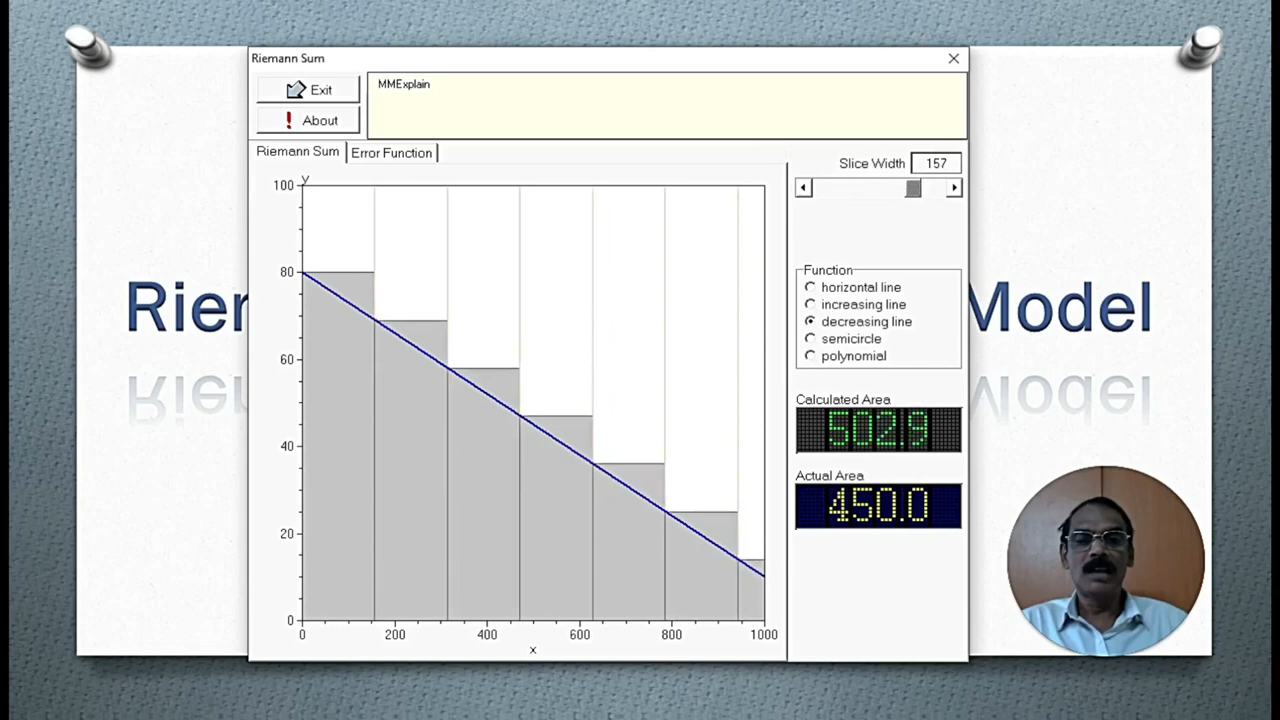 Riemann Sum
Exit
MMExplain
About
Riemann Sum
Error Function
Slice Width 157
y
100
80
60
40
20
0
0 200 400 600 800 1000
x
Function
horizontal line
increasing line
decreasing line
semicircle
polynomial
Calculated Area
502.9
Actual Area
450.0
Rie
Model